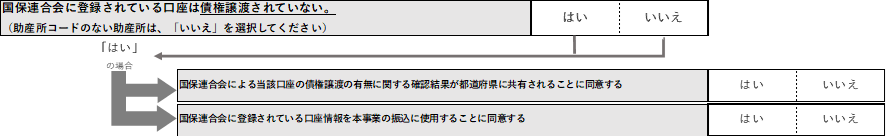 国保連合会に登録されている口座は債権譲渡されていない。
（助産所コードのない助産所は、「いいえ」を選択してください）
はい いいえ
「はい」
の場合
国保連合会による当該口座の債権譲渡の有無に関する確認結果が都道府県に共有されることに同意する
はい いいえ
国保連合会に登録されている口座情報を本事業の振込に使用することに同意する
はい いいえ